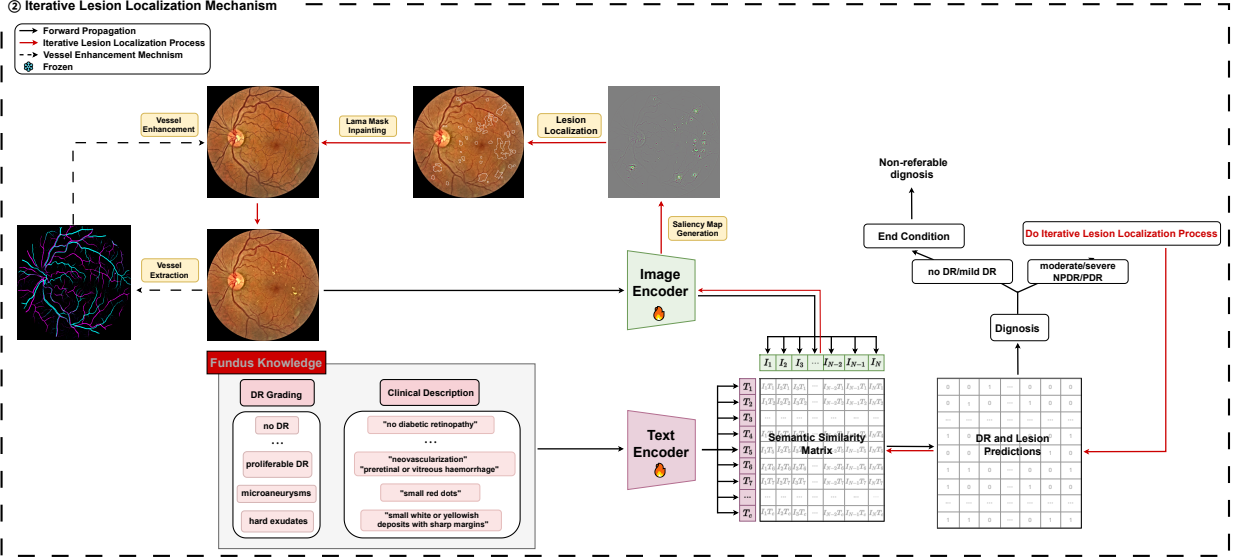 ② Iterative Lesion Localization Mechanism
Forward Propagation
Iterative Lesion Localization Process
Vessel Enhancement Mechnism
Frozen
Vessel
Enhancement
Lama Mask
Inpainting
Lesion
Localization
Non-referable
dignosis
Saliency Map
Generation
End Condition
Do Iterative Lesion Localization Process
Vessel
Extraction
Image
Encoder
no DR/mild DR
moderate/severe
NPDR/PDR
Dignosis
Fundus Knowledge
DR Grading
Clinical Description
no DR
...
proliferable DR
microaneurysms
hard exudates
"no diabetic retinopathy"
...
"neovascularization"
"preretinal or vitreous haemorrhage"
"small red dots"
"small white or yellowish
deposits with sharp margins"
Text
Encoder
I1 I2 I3 ... IN−2 IN−1 IN
T1
T2
T3
T4
T5
T6
T7
...
Tc
Semantic Similarity
Matrix
DR and Lesion
Predictions